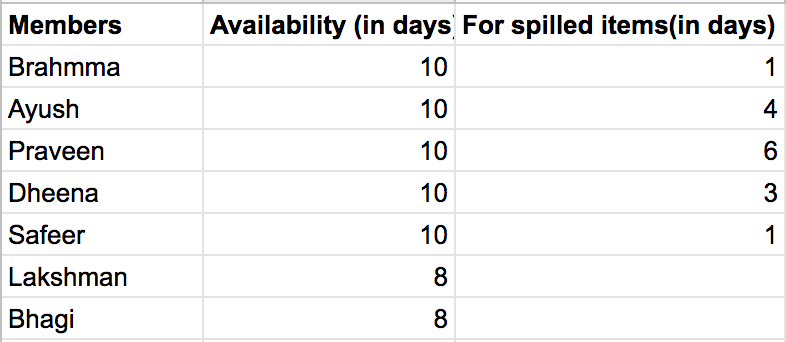 Members Availability (in days) For spilled items(in days)
Brahmma 10 1
Ayush 10 4
Praveen 10 6
Dheena 10 3
Safeer 10 1
Lakshman 8
Bhagi 8